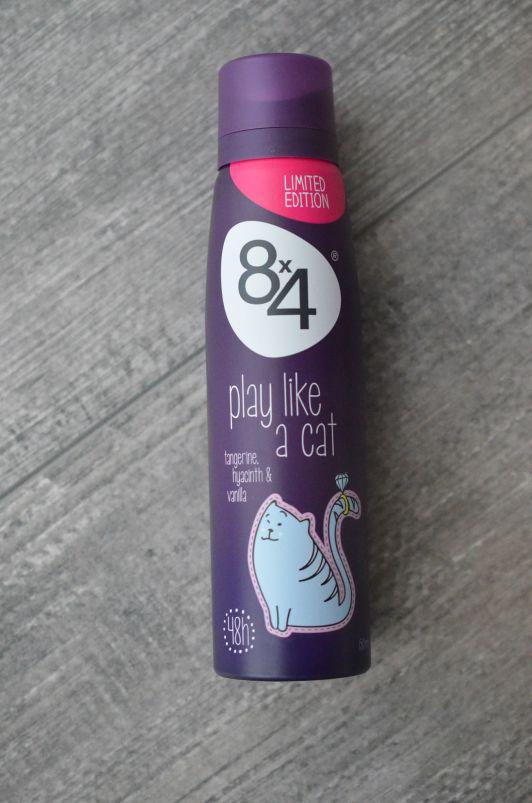 LIMITED
EDITION
8x4®
play like
a cat
tangerine,
hyacinth &
vanilla
48h